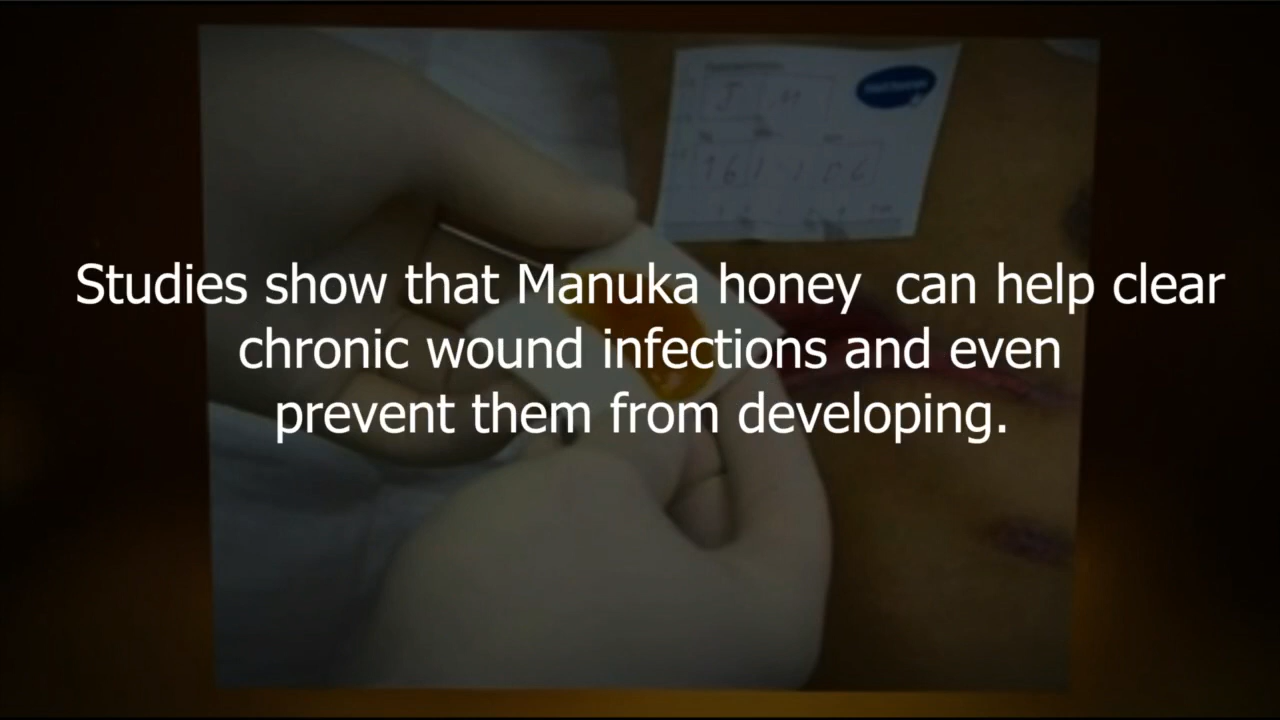 Studies show that Manuka honey  can help clear
chronic wound infections and even
prevent them from developing.